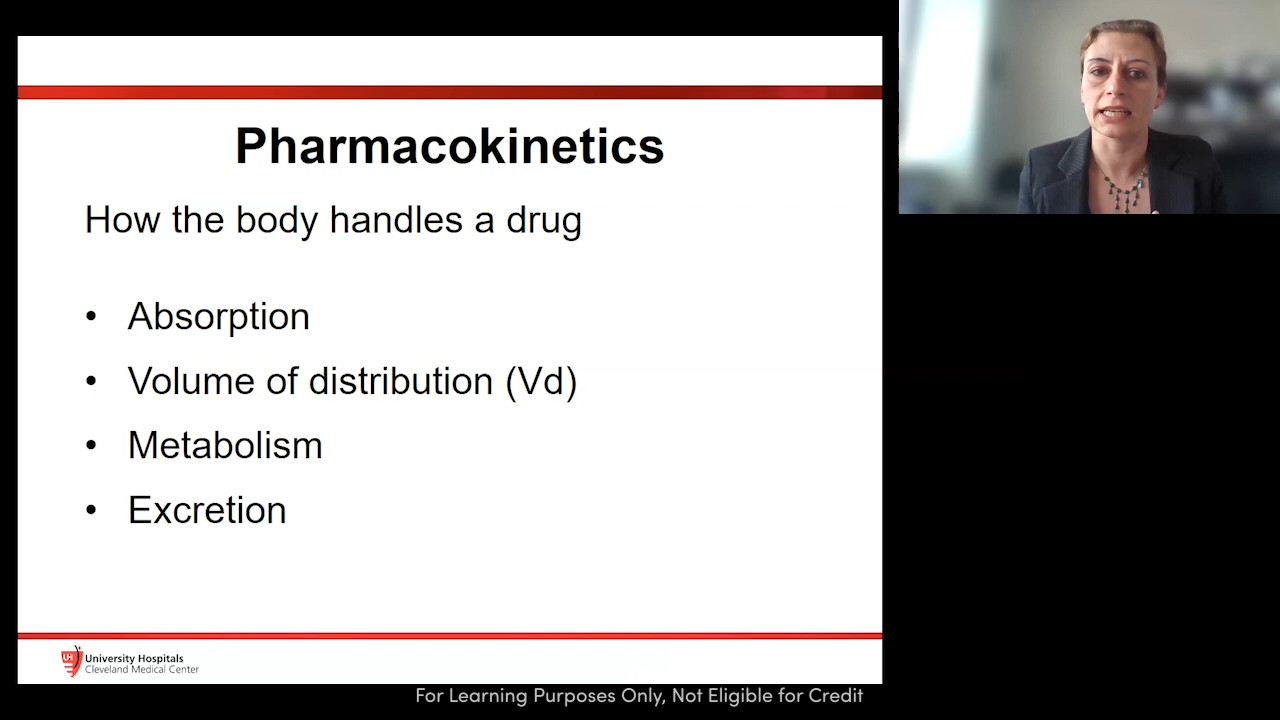 Pharmacokinetics
How the body handles a drug
• Absorption
• Volume of distribution (Vd)
• Metabolism
• Excretion
UH
University Hospitals
Cleveland Medical Center
For Learning Purposes Only, Not Eligible for Credit